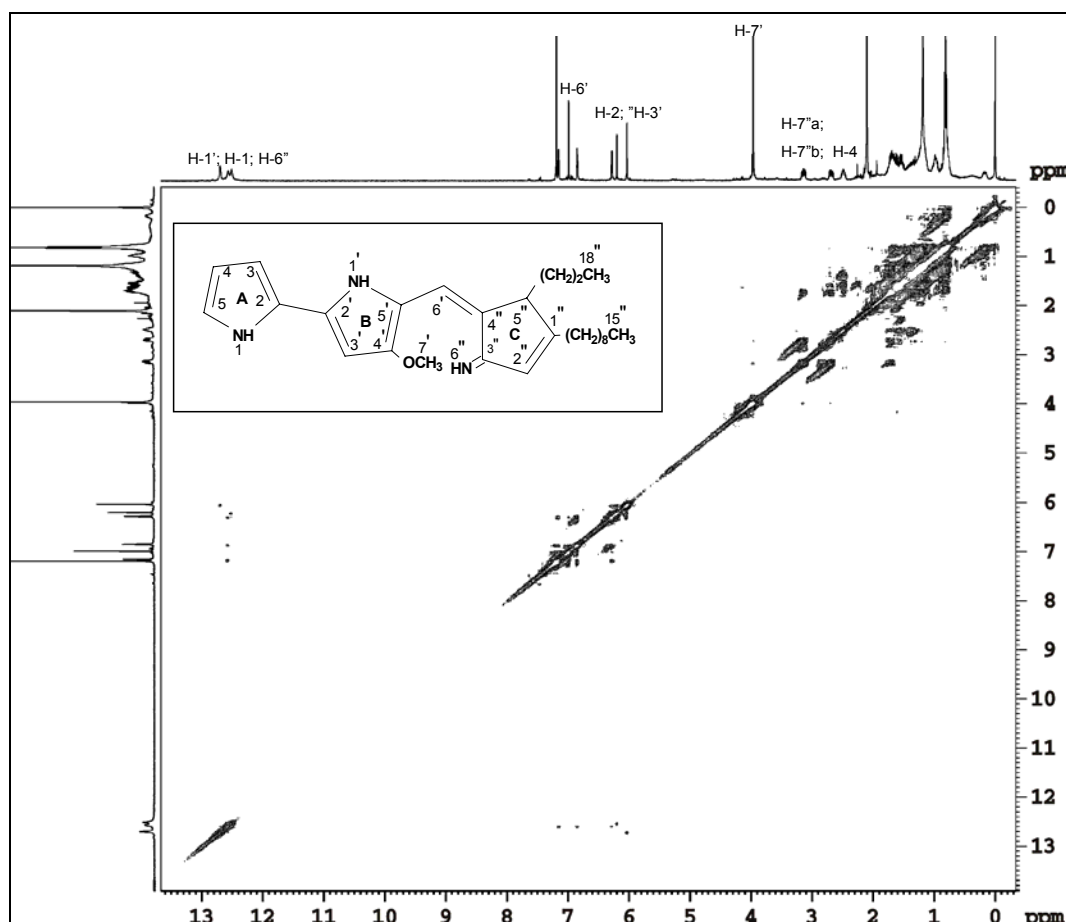 H-7'
H-6'
H-2; "H-3'
H-7"a;
H-7"b; H-4
H-1'; H-1; H-6"
ppm
0
1
2
3
4
5
6
7
8
9
10
11
12
13
18"
(CH₂)₂CH₃
1'
NH
4
3
A
5
2
NH
1
2'
B
5'
3'
4'
6'
7'
OCH₃
4"
5"
C
1"
15"
(CH₂)₈CH₃
6"
HN
3"
2"
13 12 11 10 9 8 7 6 5 4 3 2 1 0 ppm